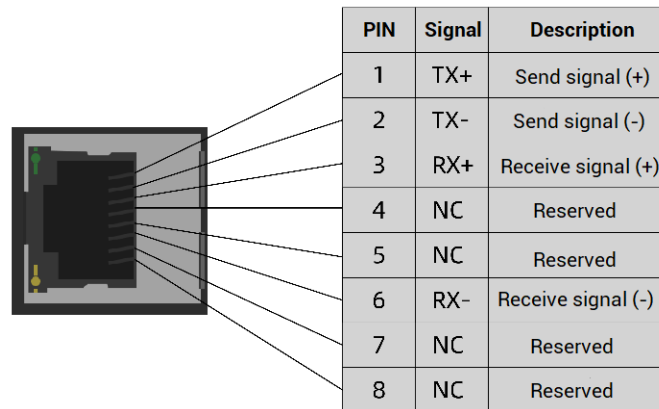 PIN Signal Description
1 TX+ Send signal (+)
2 TX- Send signal (-)
3 RX+ Receive signal (+)
4 NC Reserved
5 NC Reserved
6 RX- Receive signal (-)
7 NC Reserved
8 NC Reserved